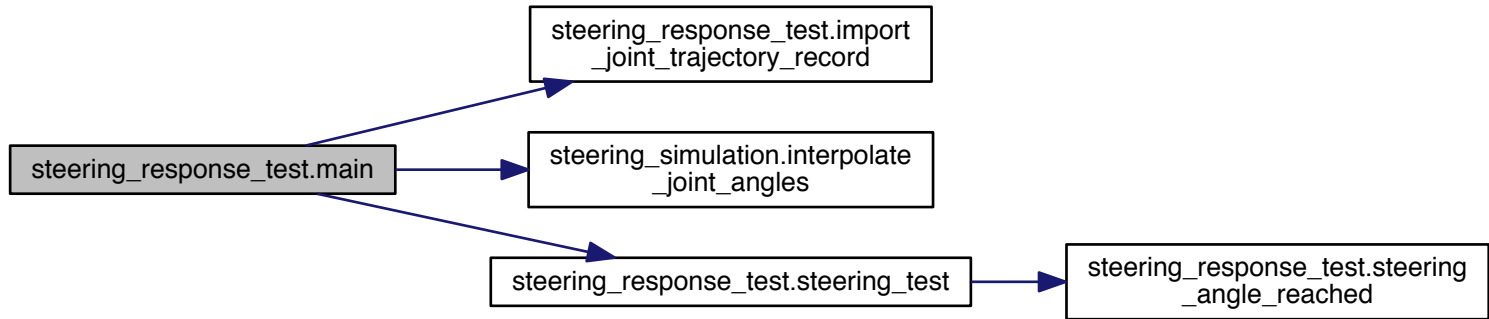 steering_response_test.import
_joint_trajectory_record
steering_response_test.main
steering_simulation.interpolate
_joint_angles
steering_response_test.steering_test
steering_response_test.steering
_angle_reached